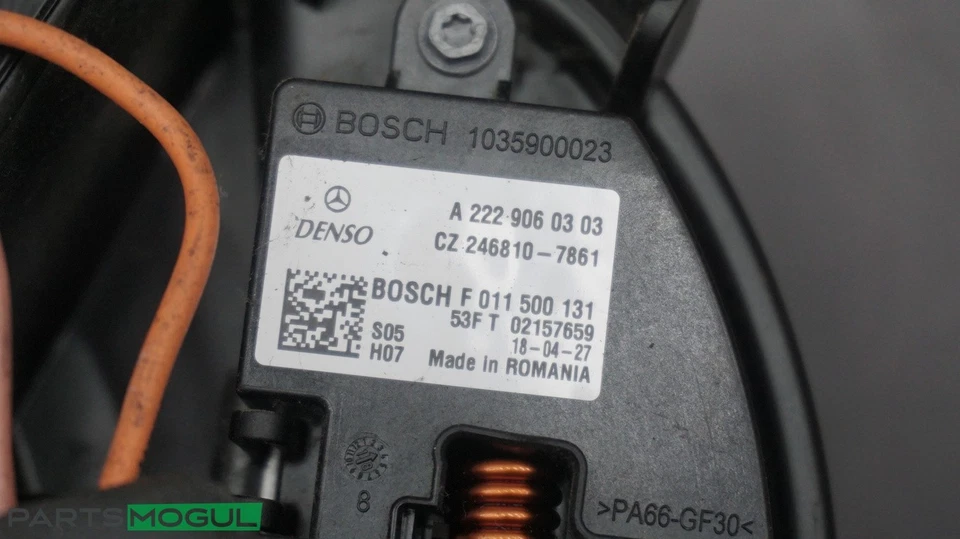 BOSCH 1035900023
DENSO
A 222 906 03 03
CZ 246810-7861
BOSCH F 011 500 131
53F T 02157659
S05
18-04-27
H07
Made in ROMANIA
8
>PA66-GF30<
PARTSMOGUL